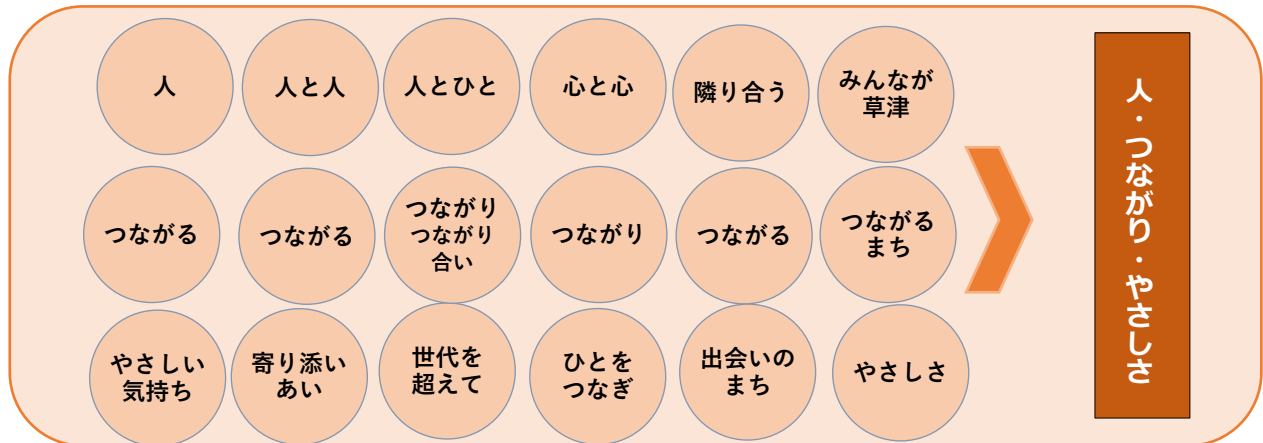 人
人と人
人とひと
心と心
隣り合う
みんなが
草津
つながる
つながる
つながり
つながり
合い
つながり
つながる
つながる
まち
やさしい
気持ち
寄り添い
あい
世代を
超えて
ひとを
つなぎ
出会いの
まち
やさしさ
人・つながり・やさしさ